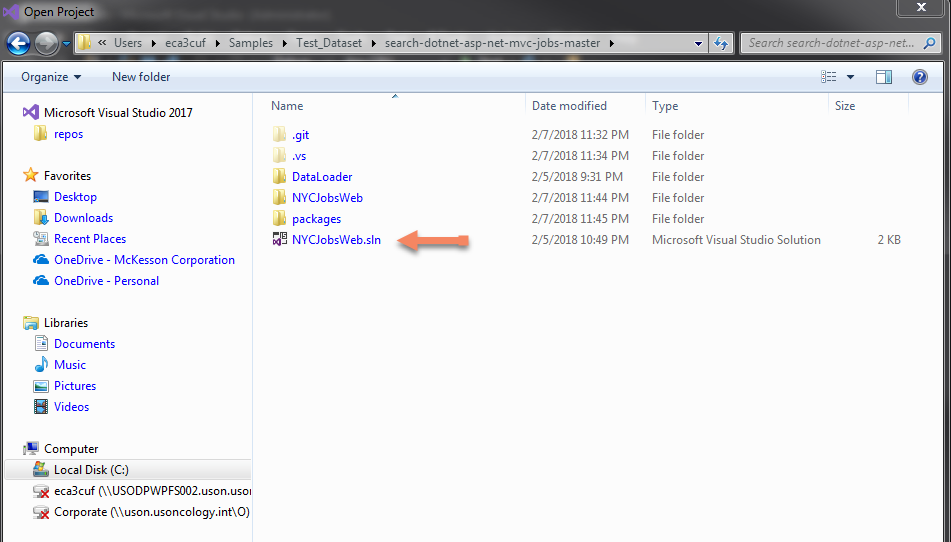 Open Project
« Users ▸ eca3cuf ▸ Samples ▸ Test_Dataset ▸ search-dotnet-asp-net-mvc-jobs-master ▸
Search search-dotnet-asp-net-...
Organize New folder
Name Date modified Type Size
Microsoft Visual Studio 2017
repos
Favorites
Desktop
Downloads
Recent Places
OneDrive - McKesson Corporation
OneDrive - Personal
Libraries
Documents
Music
Pictures
Videos
Computer
Local Disk (C:)
eca3cuf (\\USODPWPFS002.uson.uson
Corporate (\\uson.usoncology.int\O)
.git 2/7/2018 11:32 PM File folder
.vs 2/7/2018 11:34 PM File folder
DataLoader 2/5/2018 9:31 PM File folder
NYCJobsWeb 2/7/2018 11:44 PM File folder
packages 2/7/2018 11:45 PM File folder
NYCJobsWeb.sln 2/5/2018 10:49 PM Microsoft Visual Studio Solution 2 KB